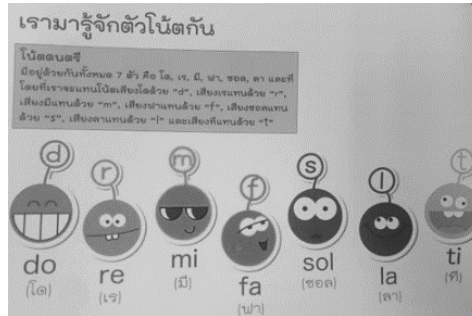 เรามารู้จักตัวโน้ตกัน
โน้ตดนตรี
มีอยู่ด้วยกันทั้งหมด 7 ตัว คือ โด, เร, มี, ฟา, ซอล, ลา และที
โดยที่เราจะแทนโน้ตเสียงโดด้วย "d", เสียงเรแทนด้วย "r",
เสียงมีแทนด้วย "m", เสียงฟาแทนด้วย "f", เสียงซอลแทน
ด้วย "s", เสียงลาแทนด้วย "l" และเสียงทีแทนด้วย "t"
d r m f s l t
do re mi fa sol la ti
(โด) (เร) (มี) (ฟา) (ซอล) (ลา) (ที)